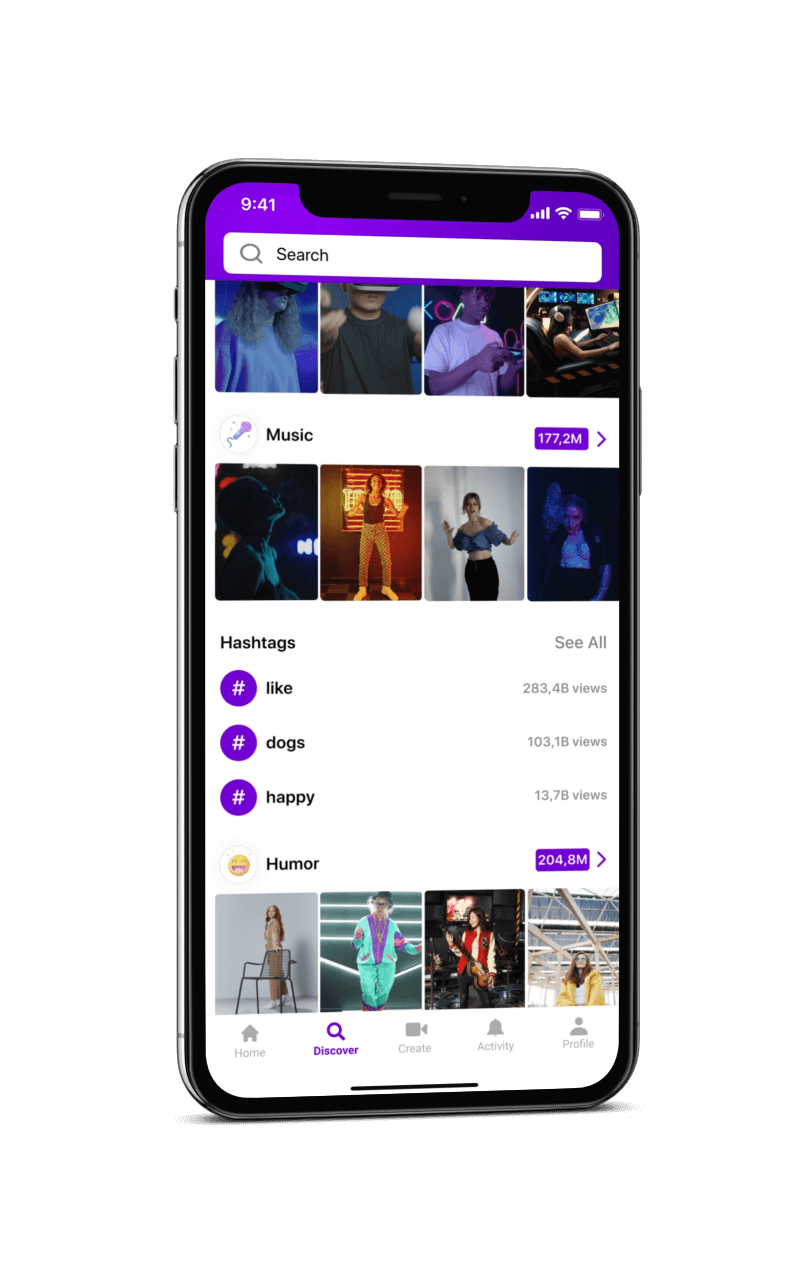 9:41
Search
Music
177,2M
Hashtags
See All
# like
283,4B views
# dogs
103,1B views
# happy
13,7B views
Humor
204,8M
Home
Discover
Create
Activity
Profile